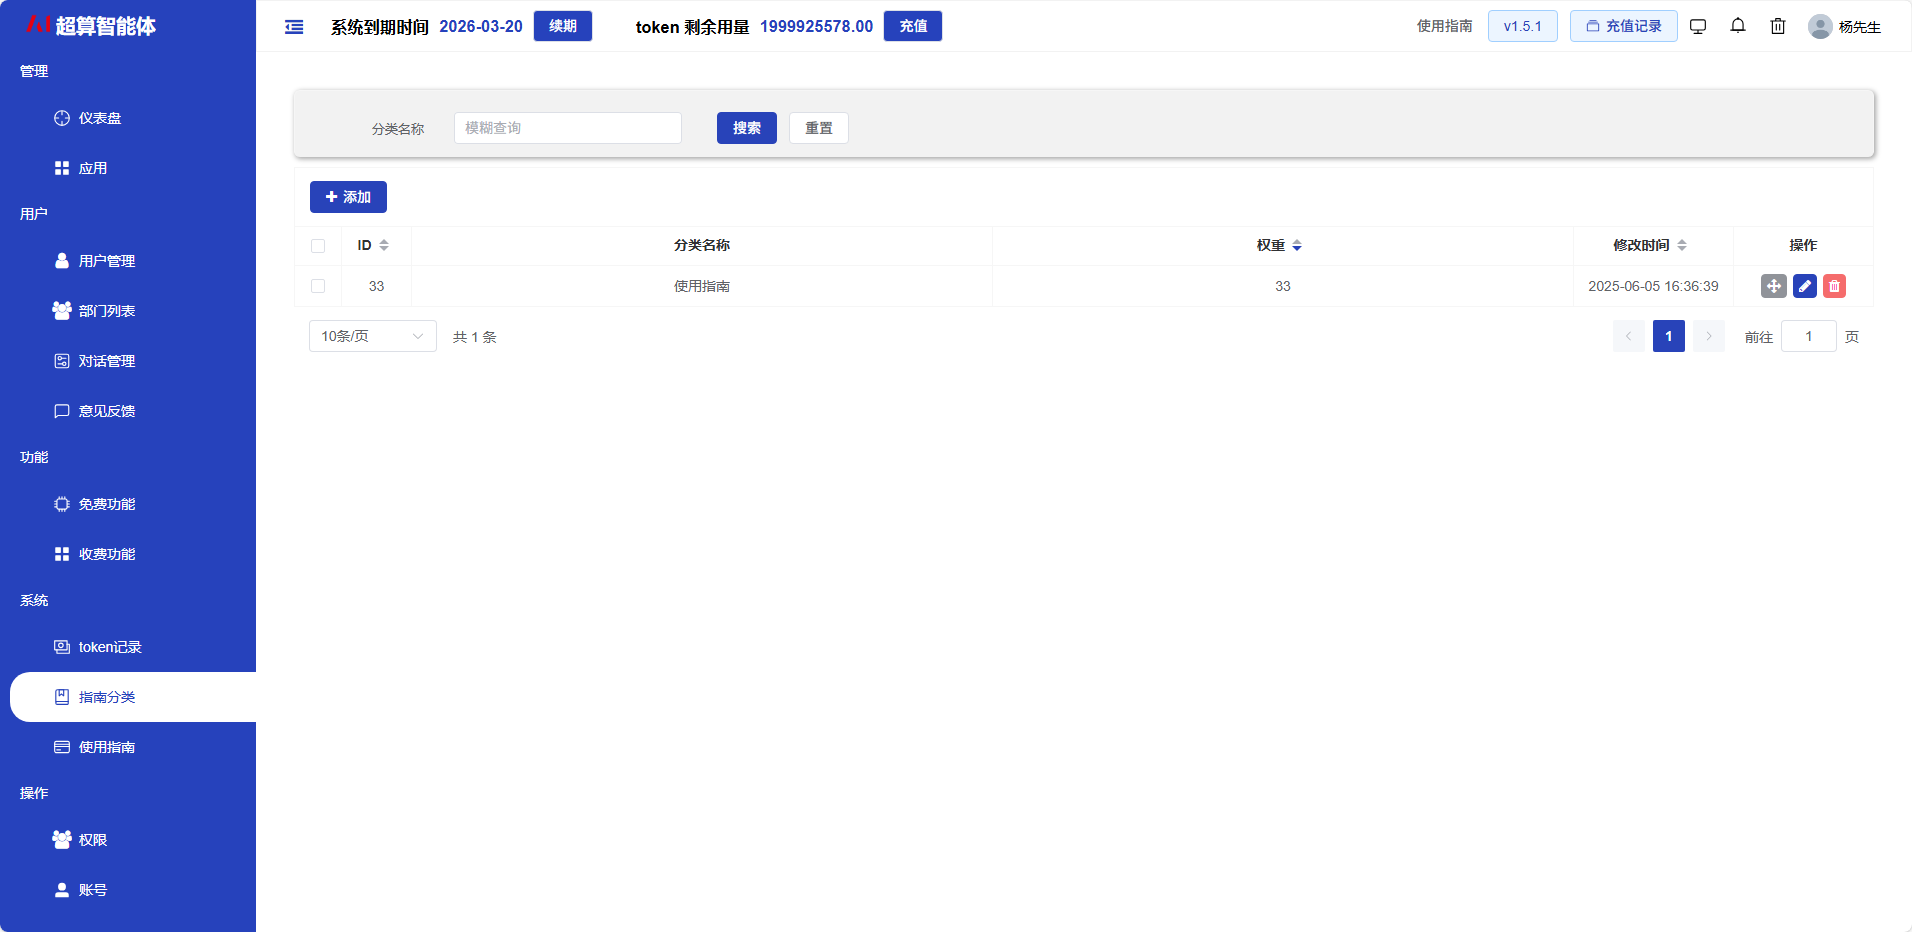 AI 超算智能体
系统到期时间 2026-03-20 续期 token 剩余用量 1999925578.00 充值 使用指南 v1.5.1 充值记录 杨先生
管理
仪表盘
应用
用户
用户管理
部门列表
对话管理
意见反馈
功能
免费功能
收费功能
系统
token记录
指南分类
使用指南
操作
权限
账号
分类名称 模糊查询 搜索 重置
添加
ID 分类名称 权重 修改时间 操作
33 使用指南 33 2025-06-05 16:36:39
10条/页 共 1 条 1 前往 1 页